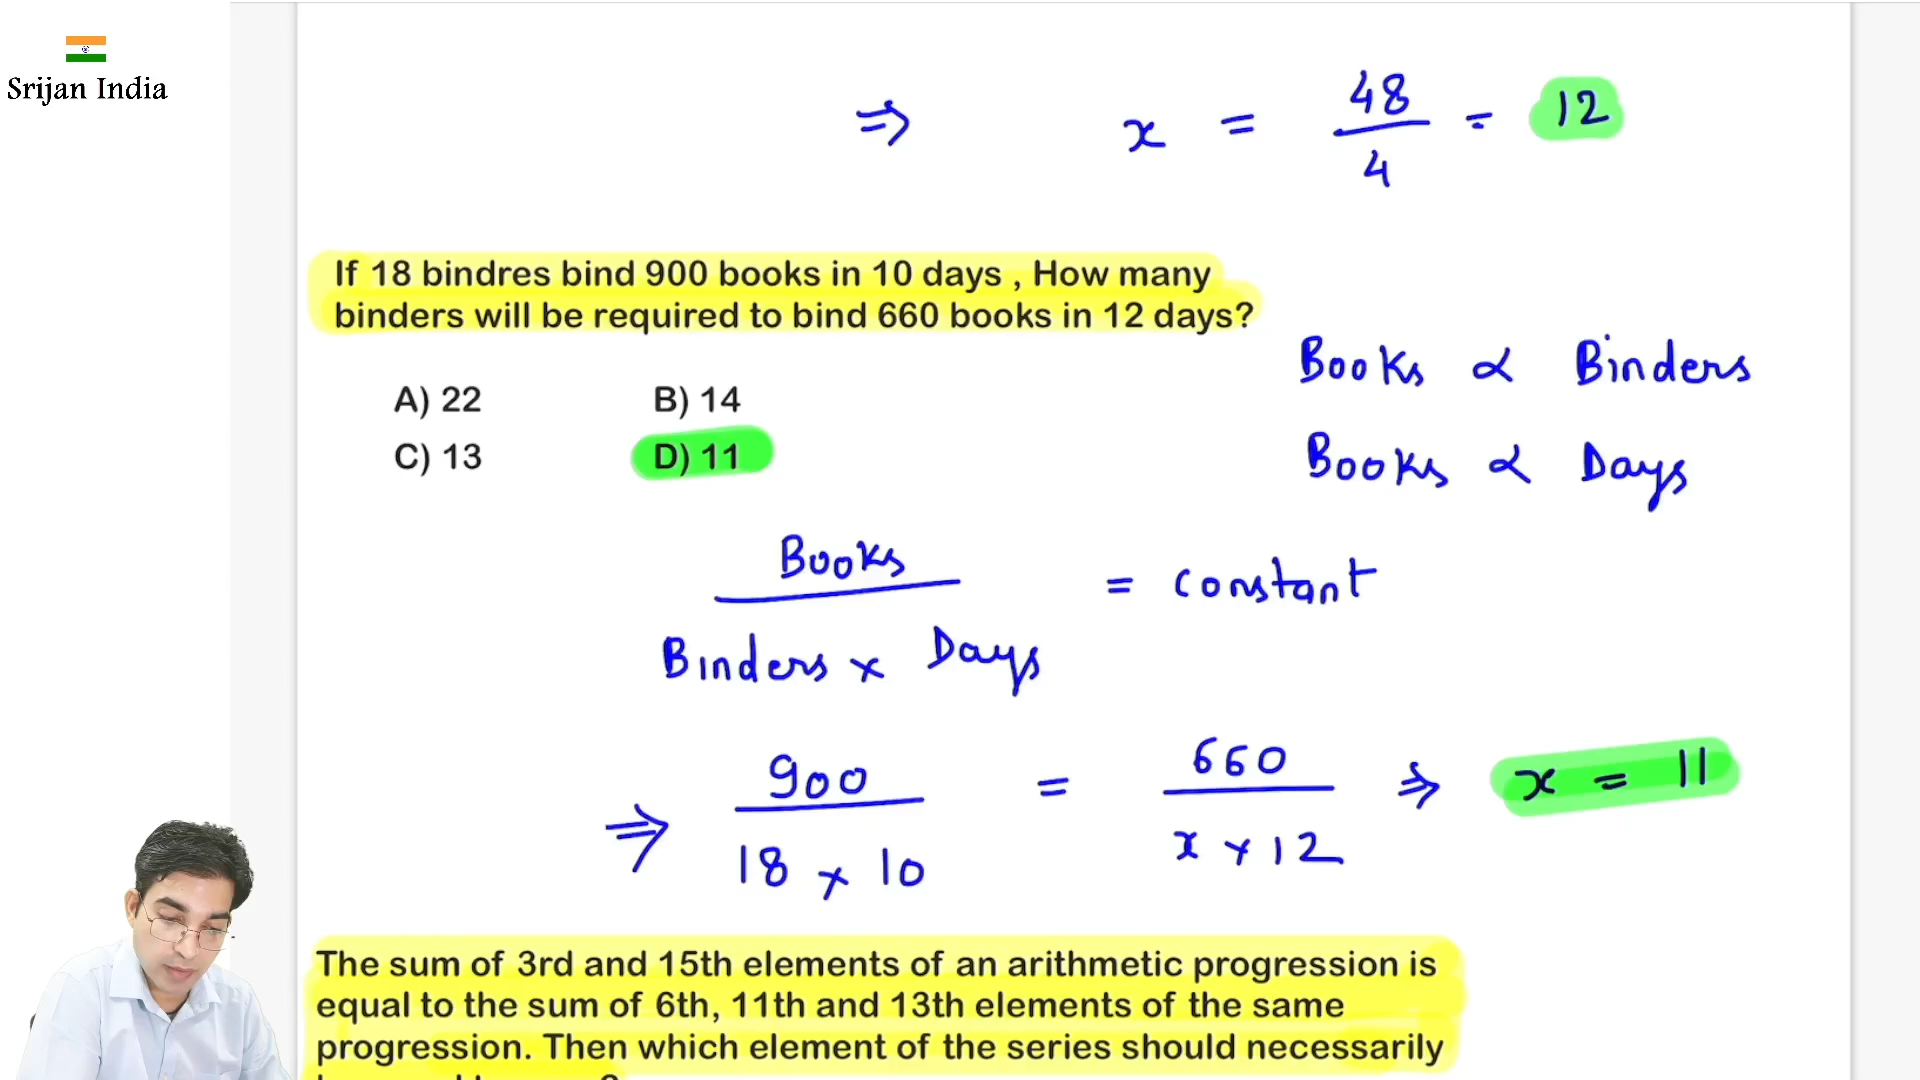 Srijan India
⇒ x = 48/4 = 12
If 18 bindres bind 900 books in 10 days , How many
binders will be required to bind 660 books in 12 days?
Books ∝ Binders
A) 22 B) 14
C) 13 D) 11
Books ∝ Days
Books
= constant
Binders x Days
⇒ 900/18 x 10 = 660/x x 12 ⇒ x = 11
The sum of 3rd and 15th elements of an arithmetic progression is
equal to the sum of 6th, 11th and 13th elements of the same
progression. Then which element of the series should necessarily